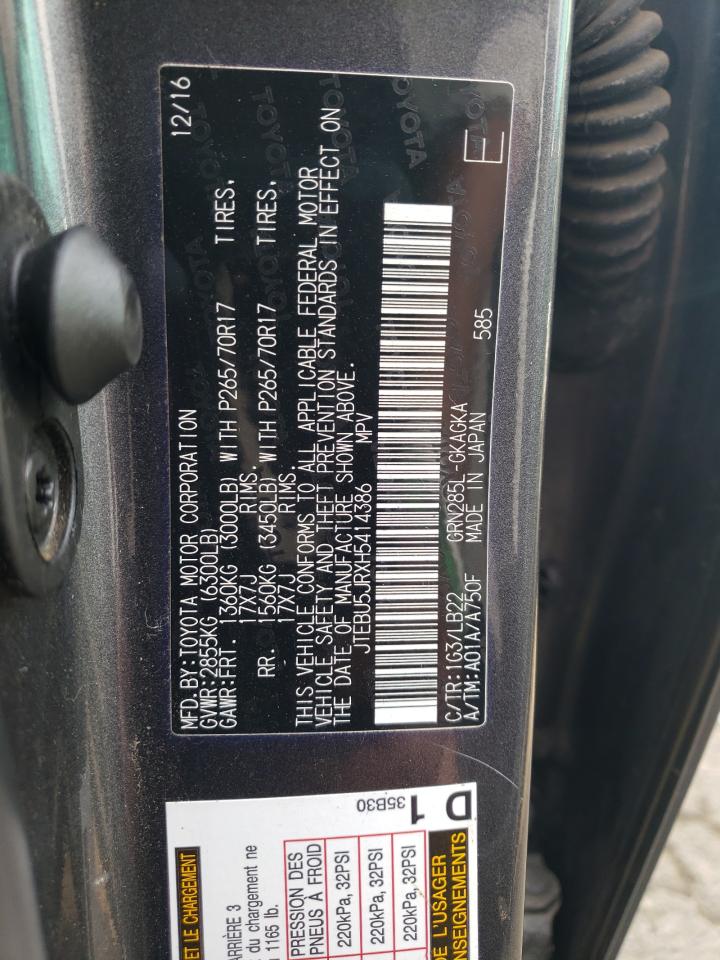 MFD. BY:TOYOTA MOTOR CORPORATION 12/16
GVWR:2855KG (6300LB)
GAWR:FRT. 1360KG (3000LB) WITH P265/70R17 TIRES,
17X7J RIMS.
RR. 1560KG (3450LB) WITH P265/70R17 TIRES,
17X7J RIMS.
THIS VEHICLE CONFORMS TO ALL APPLICABLE FEDERAL MOTOR
VEHICLE SAFETY AND THEFT PREVENTION STANDARDS IN EFFECT ON
THE DATE OF MANUFACTURE SHOWN ABOVE.
JTEBU5JRXH5414386 MPV
C/TR:1G3/LB22 GRN285L-GKAGKA
A/TM:A01A/A750F MADE IN JAPAN 585
E
ET LE CHARGEMENT
ARRIÈRE 3
du chargement ne
1165 lb.
PRESSION DES
PNEUS À FROID
220kPa, 32PSI
220kPa, 32PSI
220kPa, 32PSI
DE L'USAGER
D 1
35B30